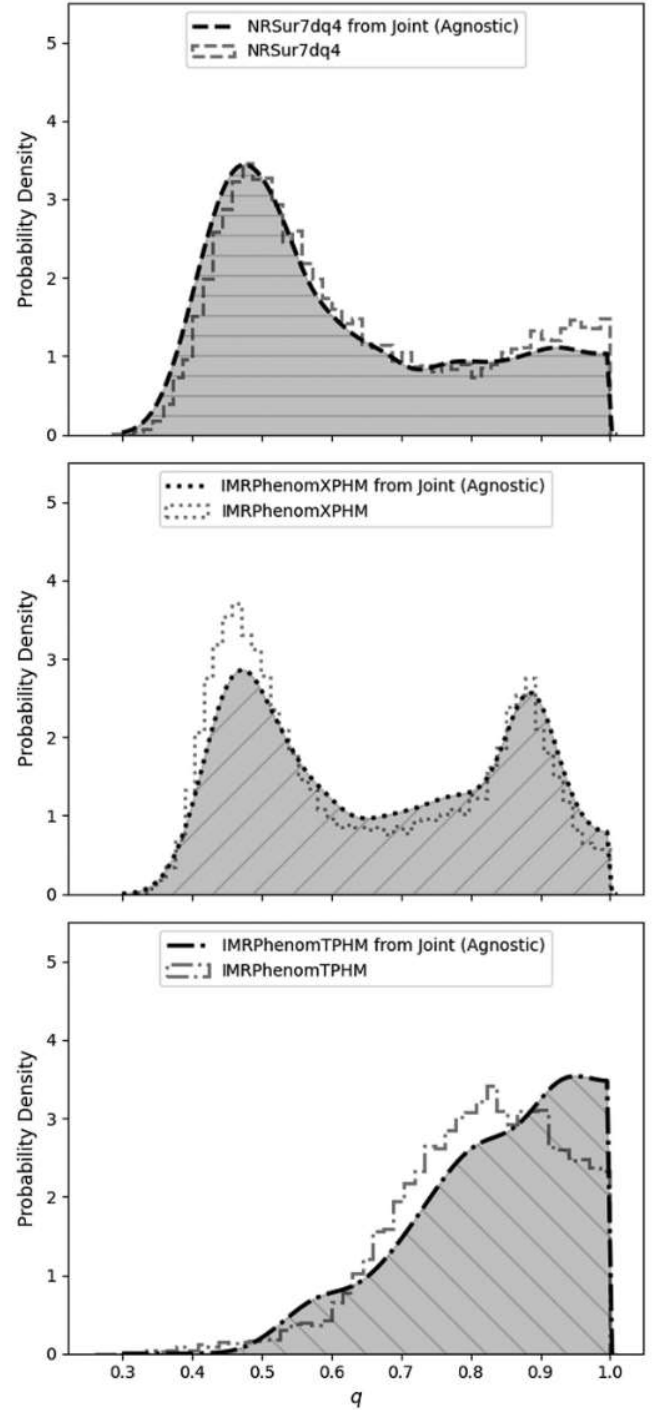 NRSur7dq4 from Joint (Agnostic)
NRSur7dq4
Probability Density
5
4
3
2
1
0
IMRPhenomXPHM from Joint (Agnostic)
IMRPhenomXPHM
Probability Density
5
4
3
2
1
0
IMRPhenomTPHM from Joint (Agnostic)
IMRPhenomTPHM
Probability Density
5
4
3
2
1
0
0.3 0.4 0.5 0.6 0.7 0.8 0.9 1.0
q